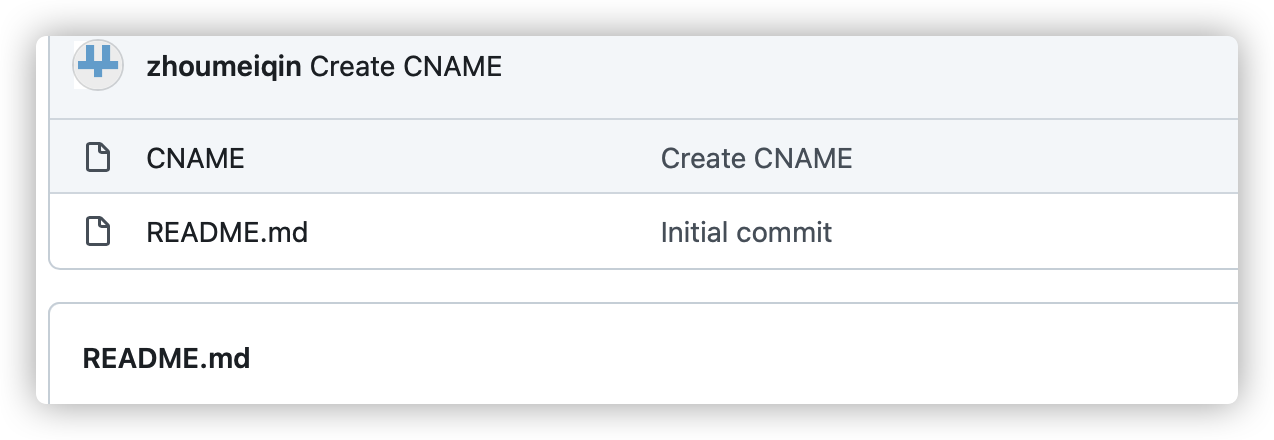 zhoumeiqin Create CNAME
CNAME Create CNAME
README.md Initial commit
README.md